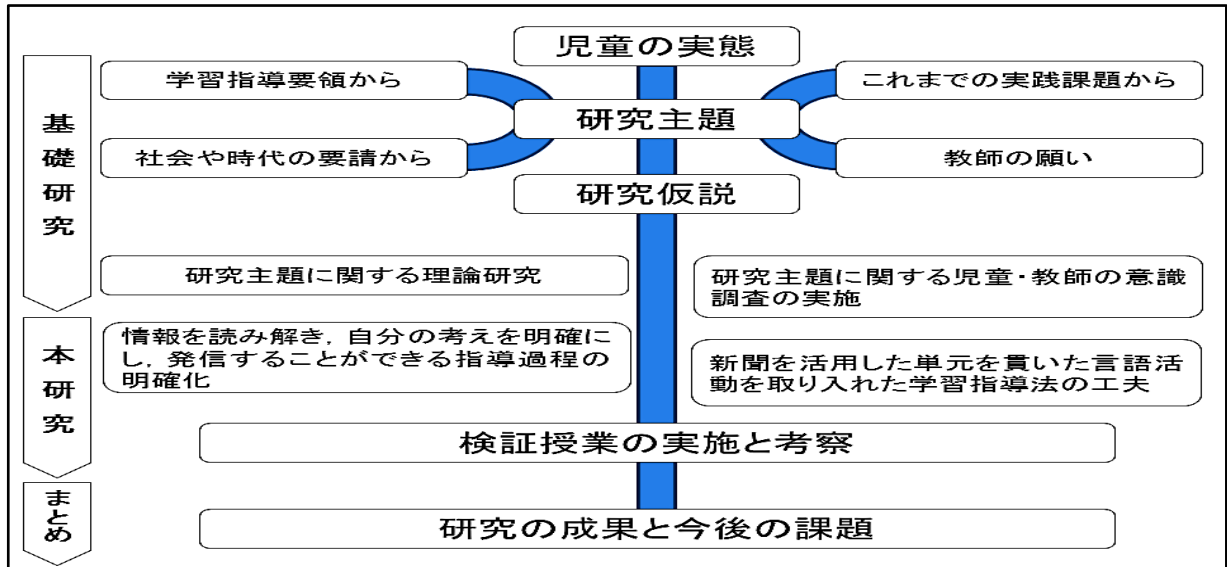 児童の実態
学習指導要領から
これまでの実践課題から
研究主題
社会や時代の要請から
教師の願い
研究仮説
基礎研究
研究主題に関する理論研究
研究主題に関する児童・教師の意識
調査の実施
本研究
情報を読み解き,自分の考えを明確に
し,発信することができる指導過程の
明確化
新聞を活用した単元を貫いた言語活
動を取り入れた学習指導法の工夫
検証授業の実施と考察
まとめ
研究の成果と今後の課題